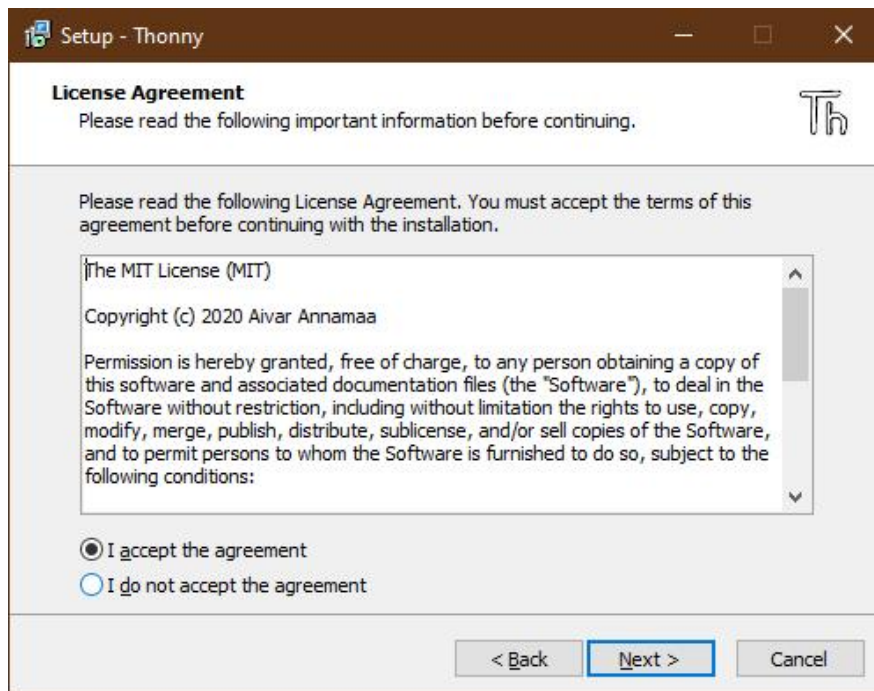 Setup - Thonny
License Agreement
Please read the following important information before continuing.
Th
Please read the following License Agreement. You must accept the terms of this
agreement before continuing with the installation.
The MIT License (MIT)
Copyright (c) 2020 Aivar Annamaa
Permission is hereby granted, free of charge, to any person obtaining a copy of
this software and associated documentation files (the "Software"), to deal in the
Software without restriction, including without limitation the rights to use, copy,
modify, merge, publish, distribute, sublicense, and/or sell copies of the Software,
and to permit persons to whom the Software is furnished to do so, subject to the
following conditions:
I accept the agreement
I do not accept the agreement
< Back
Next >
Cancel